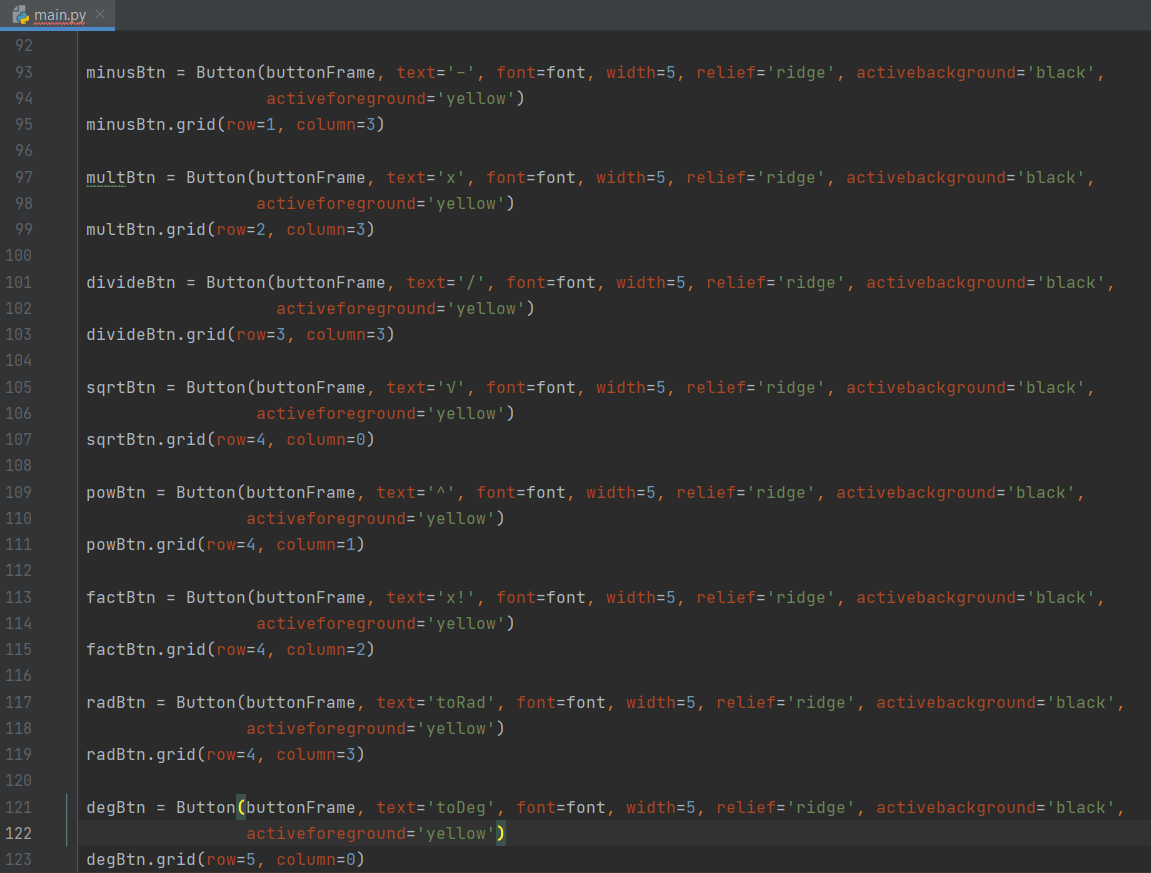 main.py
92
93 minusBtn = Button(buttonFrame, text='-', font=font, width=5, relief='ridge', activebackground='black',
94                   activeforeground='yellow')
95 minusBtn.grid(row=1, column=3)
96
97 multBtn = Button(buttonFrame, text='x', font=font, width=5, relief='ridge', activebackground='black',
98                  activeforeground='yellow')
99 multBtn.grid(row=2, column=3)
100
101 divideBtn = Button(buttonFrame, text='/', font=font, width=5, relief='ridge', activebackground='black',
102                    activeforeground='yellow')
103 divideBtn.grid(row=3, column=3)
104
105 sqrtBtn = Button(buttonFrame, text='√', font=font, width=5, relief='ridge', activebackground='black',
106                  activeforeground='yellow')
107 sqrtBtn.grid(row=4, column=0)
108
109 powBtn = Button(buttonFrame, text='^', font=font, width=5, relief='ridge', activebackground='black',
110                 activeforeground='yellow')
111 powBtn.grid(row=4, column=1)
112
113 factBtn = Button(buttonFrame, text='x!', font=font, width=5, relief='ridge', activebackground='black',
114                  activeforeground='yellow')
115 factBtn.grid(row=4, column=2)
116
117 radBtn = Button(buttonFrame, text='toRad', font=font, width=5, relief='ridge', activebackground='black',
118                 activeforeground='yellow')
119 radBtn.grid(row=4, column=3)
120
121 degBtn = Button(buttonFrame, text='toDeg', font=font, width=5, relief='ridge', activebackground='black',
122                 activeforeground='yellow')
123 degBtn.grid(row=5, column=0)